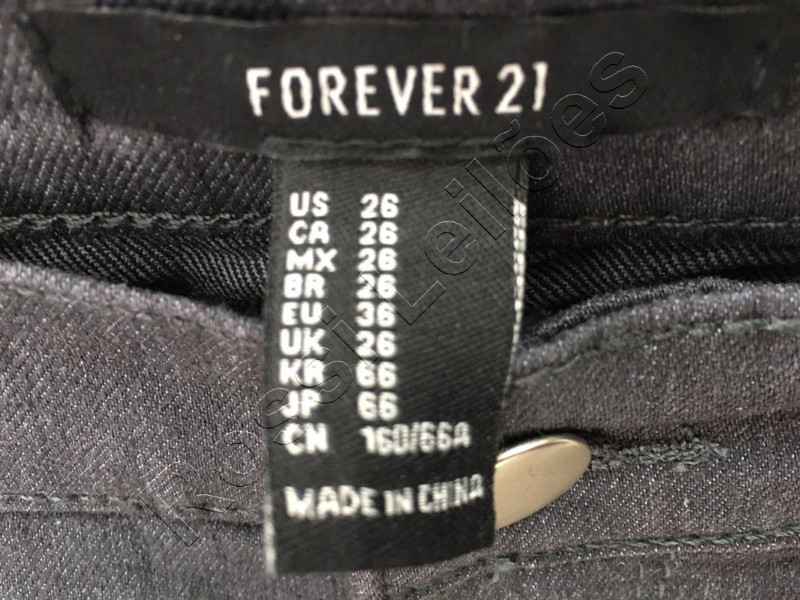 FOREVER 21
US 26
CA 26
MX 26
BR 26
EU 36
UK 26
KR 66
JP 66
CN 160/66A
MADE IN CHINA
Rossi Leilões